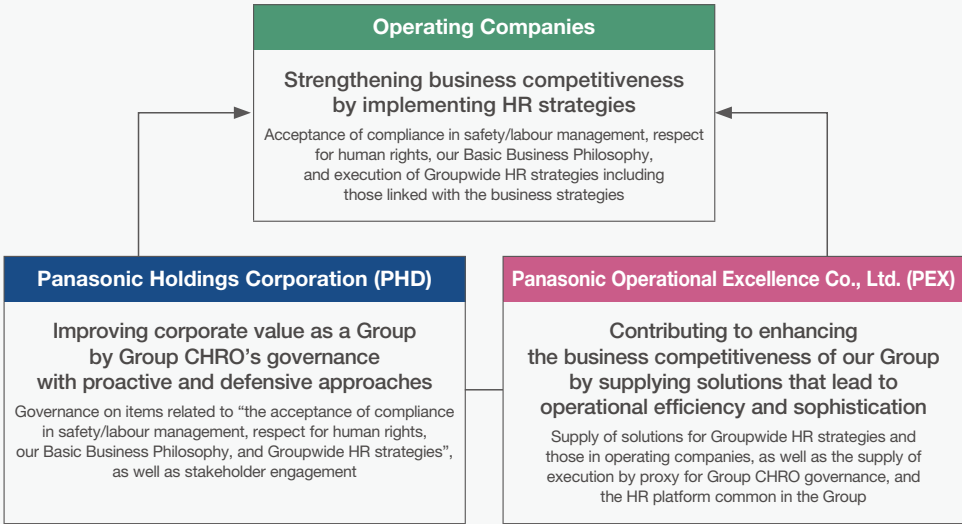 Operating Companies
Strengthening business competitiveness
by implementing HR strategies
Acceptance of compliance in safety/labour management, respect
for human rights, our Basic Business Philosophy,
and execution of Groupwide HR strategies including
those linked with the business strategies
Panasonic Holdings Corporation (PHD)
Improving corporate value as a Group
by Group CHRO’s governance
with proactive and defensive approaches
Governance on items related to “the acceptance of compliance
in safety/labour management, respect for human rights,
our Basic Business Philosophy, and Groupwide HR strategies”,
as well as stakeholder engagement
Panasonic Operational Excellence Co., Ltd. (PEX)
Contributing to enhancing
the business competitiveness of our Group
by supplying solutions that lead to
operational efficiency and sophistication
Supply of solutions for Groupwide HR strategies and
those in operating companies, as well as the supply of
execution by proxy for Group CHRO governance, and
the HR platform common in the Group